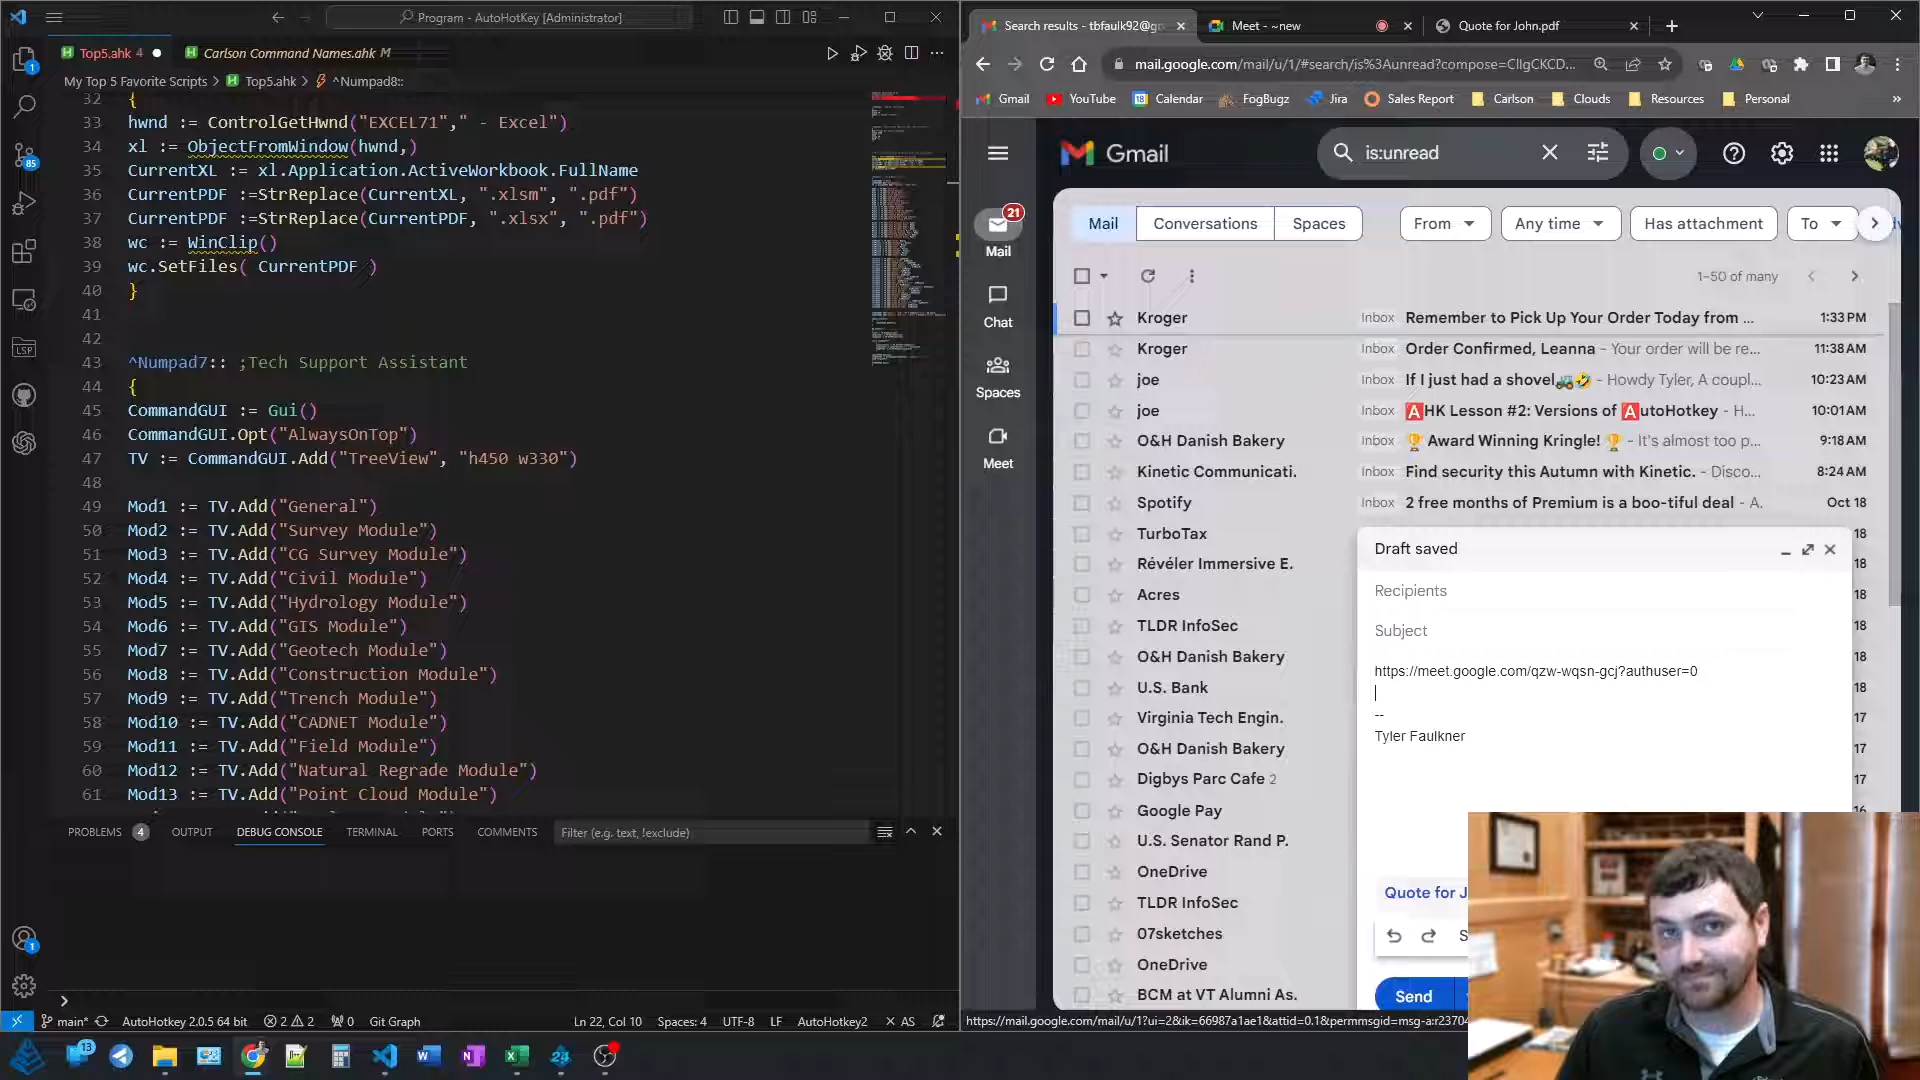 Program - AutoHotKey [Administrator]
Top5.ahk 4
Carlson Command Names.ahk M
My Top 5 Favorite Scripts > Top5.ahk > ^Numpad8::
32 {
33 hwnd := ControlGetHwnd("EXCEL71"," - Excel")
34 xl := ObjectFromWindow(hwnd,)
35 CurrentXL := xl.Application.ActiveWorkbook.FullName
36 CurrentPDF :=StrReplace(CurrentXL, ".xlsm", ".pdf")
37 CurrentPDF :=StrReplace(CurrentPDF, ".xlsx", ".pdf")
38 wc := WinClip()
39 wc.SetFiles( CurrentPDF )
40 }
41
42
43 ^Numpad7:: ;Tech Support Assistant
44 {
45 CommandGUI := Gui()
46 CommandGUI.Opt("AlwaysOnTop")
47 TV := CommandGUI.Add("TreeView", "h450 w330")
48
49 Mod1 := TV.Add("General")
50 Mod2 := TV.Add("Survey Module")
51 Mod3 := TV.Add("CG Survey Module")
52 Mod4 := TV.Add("Civil Module")
53 Mod5 := TV.Add("Hydrology Module")
54 Mod6 := TV.Add("GIS Module")
55 Mod7 := TV.Add("Geotech Module")
56 Mod8 := TV.Add("Construction Module")
57 Mod9 := TV.Add("Trench Module")
58 Mod10 := TV.Add("CADNET Module")
59 Mod11 := TV.Add("Field Module")
60 Mod12 := TV.Add("Natural Regrade Module")
61 Mod13 := TV.Add("Point Cloud Module")
1
85
LSP
1
PROBLEMS 4 OUTPUT DEBUG CONSOLE TERMINAL PORTS COMMENTS Filter (e.g. text, !exclude)
main* 0 AutoHotkey 2.0.5 64 bit 2 2 0 Git Graph Ln 22, Col 10 Spaces: 4 UTF-8 LF AutoHotkey2 AS
13
24
Search results - tbfaulk92@g
Meet - ~new
Quote for John.pdf
mail.google.com/mail/u/1/#search/is%3Aunread?compose=CllgCKCD...
Gmail YouTube Calendar FogBugz Jira Sales Report Carlson Clouds Resources Personal »
Gmail
is:unread
21
Mail
Chat
Spaces
Meet
Mail Conversations Spaces From Any time Has attachment To
1–50 of many
Kroger Inbox Remember to Pick Up Your Order Today from ... 1:33 PM
Kroger Inbox Order Confirmed, Leanna - Your order will be re... 11:38 AM
joe Inbox If I just had a shovel🚜🤣 - Howdy Tyler, A coupl... 10:23 AM
joe Inbox 🅰HK Lesson #2: Versions of 🅰utoHotkey - H... 10:01 AM
O&H Danish Bakery Inbox 🏆 Award Winning Kringle! 🏆 - It's almost too p... 9:18 AM
Kinetic Communicati. Inbox Find security this Autumn with Kinetic. - Disco... 8:24 AM
Spotify Inbox 2 free months of Premium is a boo-tiful deal - A. Oct 18
TurboTax 18
Révéler Immersive E. 18
Acres 18
TLDR InfoSec 18
O&H Danish Bakery 18
U.S. Bank 18
Virginia Tech Engin. 17
O&H Danish Bakery 17
Digbys Parc Cafe 2 17
Google Pay 16
U.S. Senator Rand P.
OneDrive
TLDR InfoSec
07sketches
OneDrive
BCM at VT Alumni As.
Draft saved
Recipients
Subject
https://meet.google.com/qzw-wqsn-gcj?authuser=0
--
Tyler Faulkner
Quote for J
S
Send
https://mail.google.com/mail/u/1?ui=2&ik=66987a1ae1&attid=0.1&permmsgid=msg-a:r23704